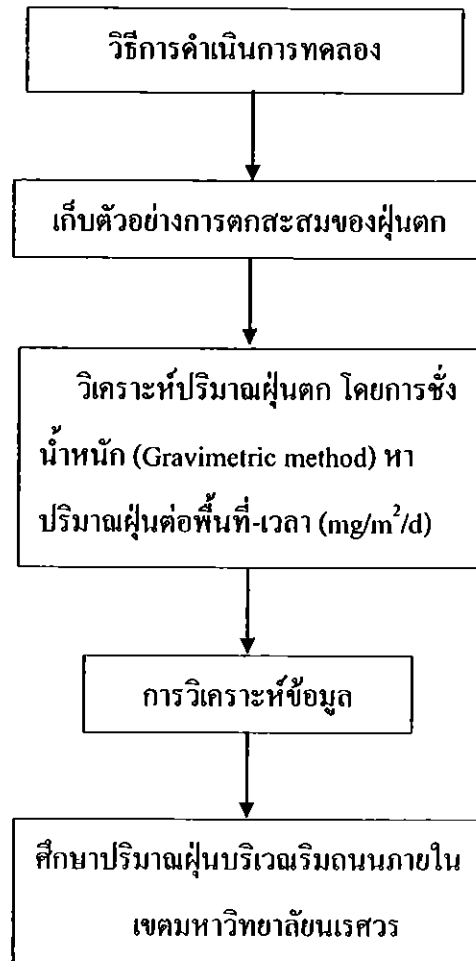 วิธีการดำเนินการทดลอง
เก็บตัวอย่างการตกสะสมของฝุ่นตก
วิเคราะห์ปริมาณฝุ่นตก โดยการชั่ง
น้ำหนัก (Gravimetric method) หา
ปริมาณฝุ่นต่อพื้นที่-เวลา (mg/m²/d)
การวิเคราะห์ข้อมูล
ศึกษาปริมาณฝุ่นบริเวณริมถนนภายใน
เขตมหาวิทยาลัยนเรศวร